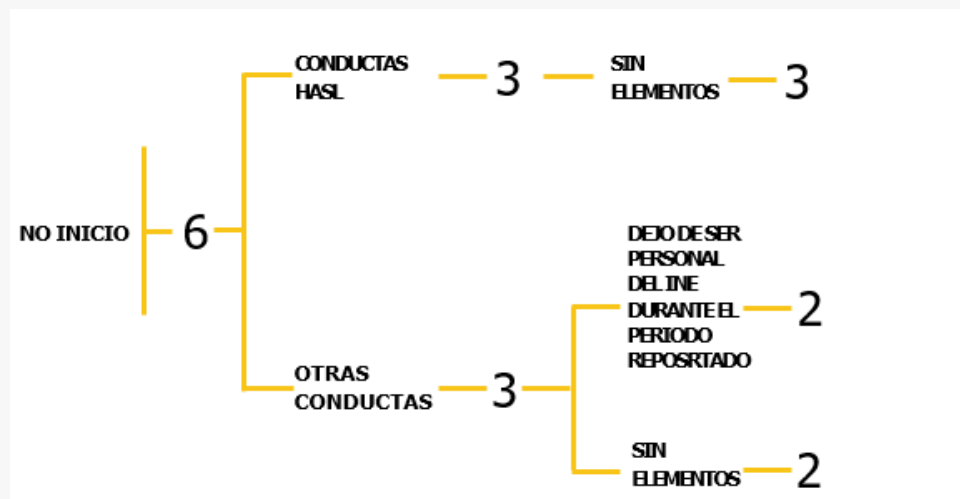 CONDUCTAS
HASL
3
SIN
ELEMENTOS
3
NO INICIO
6
DEJO DE SER
PERSONAL
DEL INE
DURANTE EL
PERIODO
REPOSRTADO
2
OTRAS
CONDUCTAS
3
SIN
ELEMENTOS
2